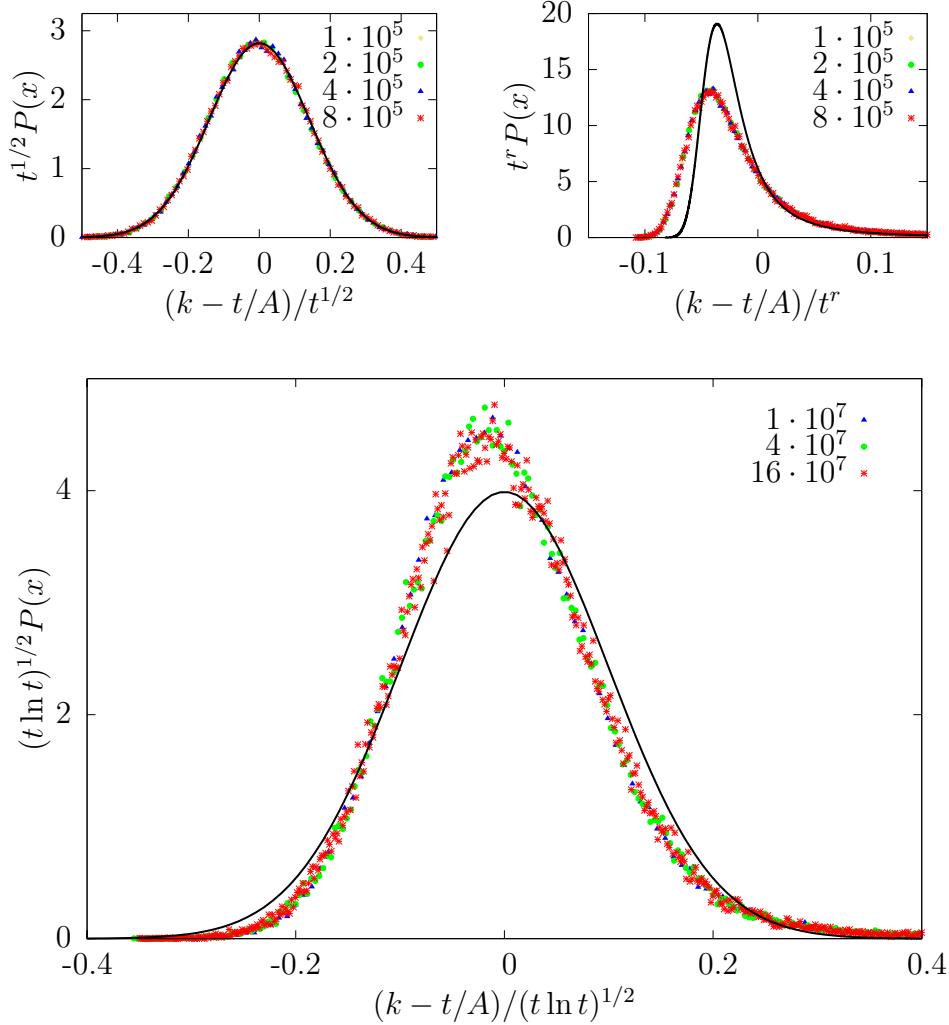 t^{1/2} P(x)
3
2
1
0
1 · 10^5
2 · 10^5
4 · 10^5
8 · 10^5
-0.4 -0.2 0 0.2 0.4
(k − t/A)/t^{1/2}
t^r P(x)
20
15
10
5
0
1 · 10^5
2 · 10^5
4 · 10^5
8 · 10^5
-0.1 0 0.1
(k − t/A)/t^r
(t ln t)^{1/2} P(x)
4
2
0
1 · 10^7
4 · 10^7
16 · 10^7
-0.4 -0.2 0 0.2 0.4
(k − t/A)/(t ln t)^{1/2}